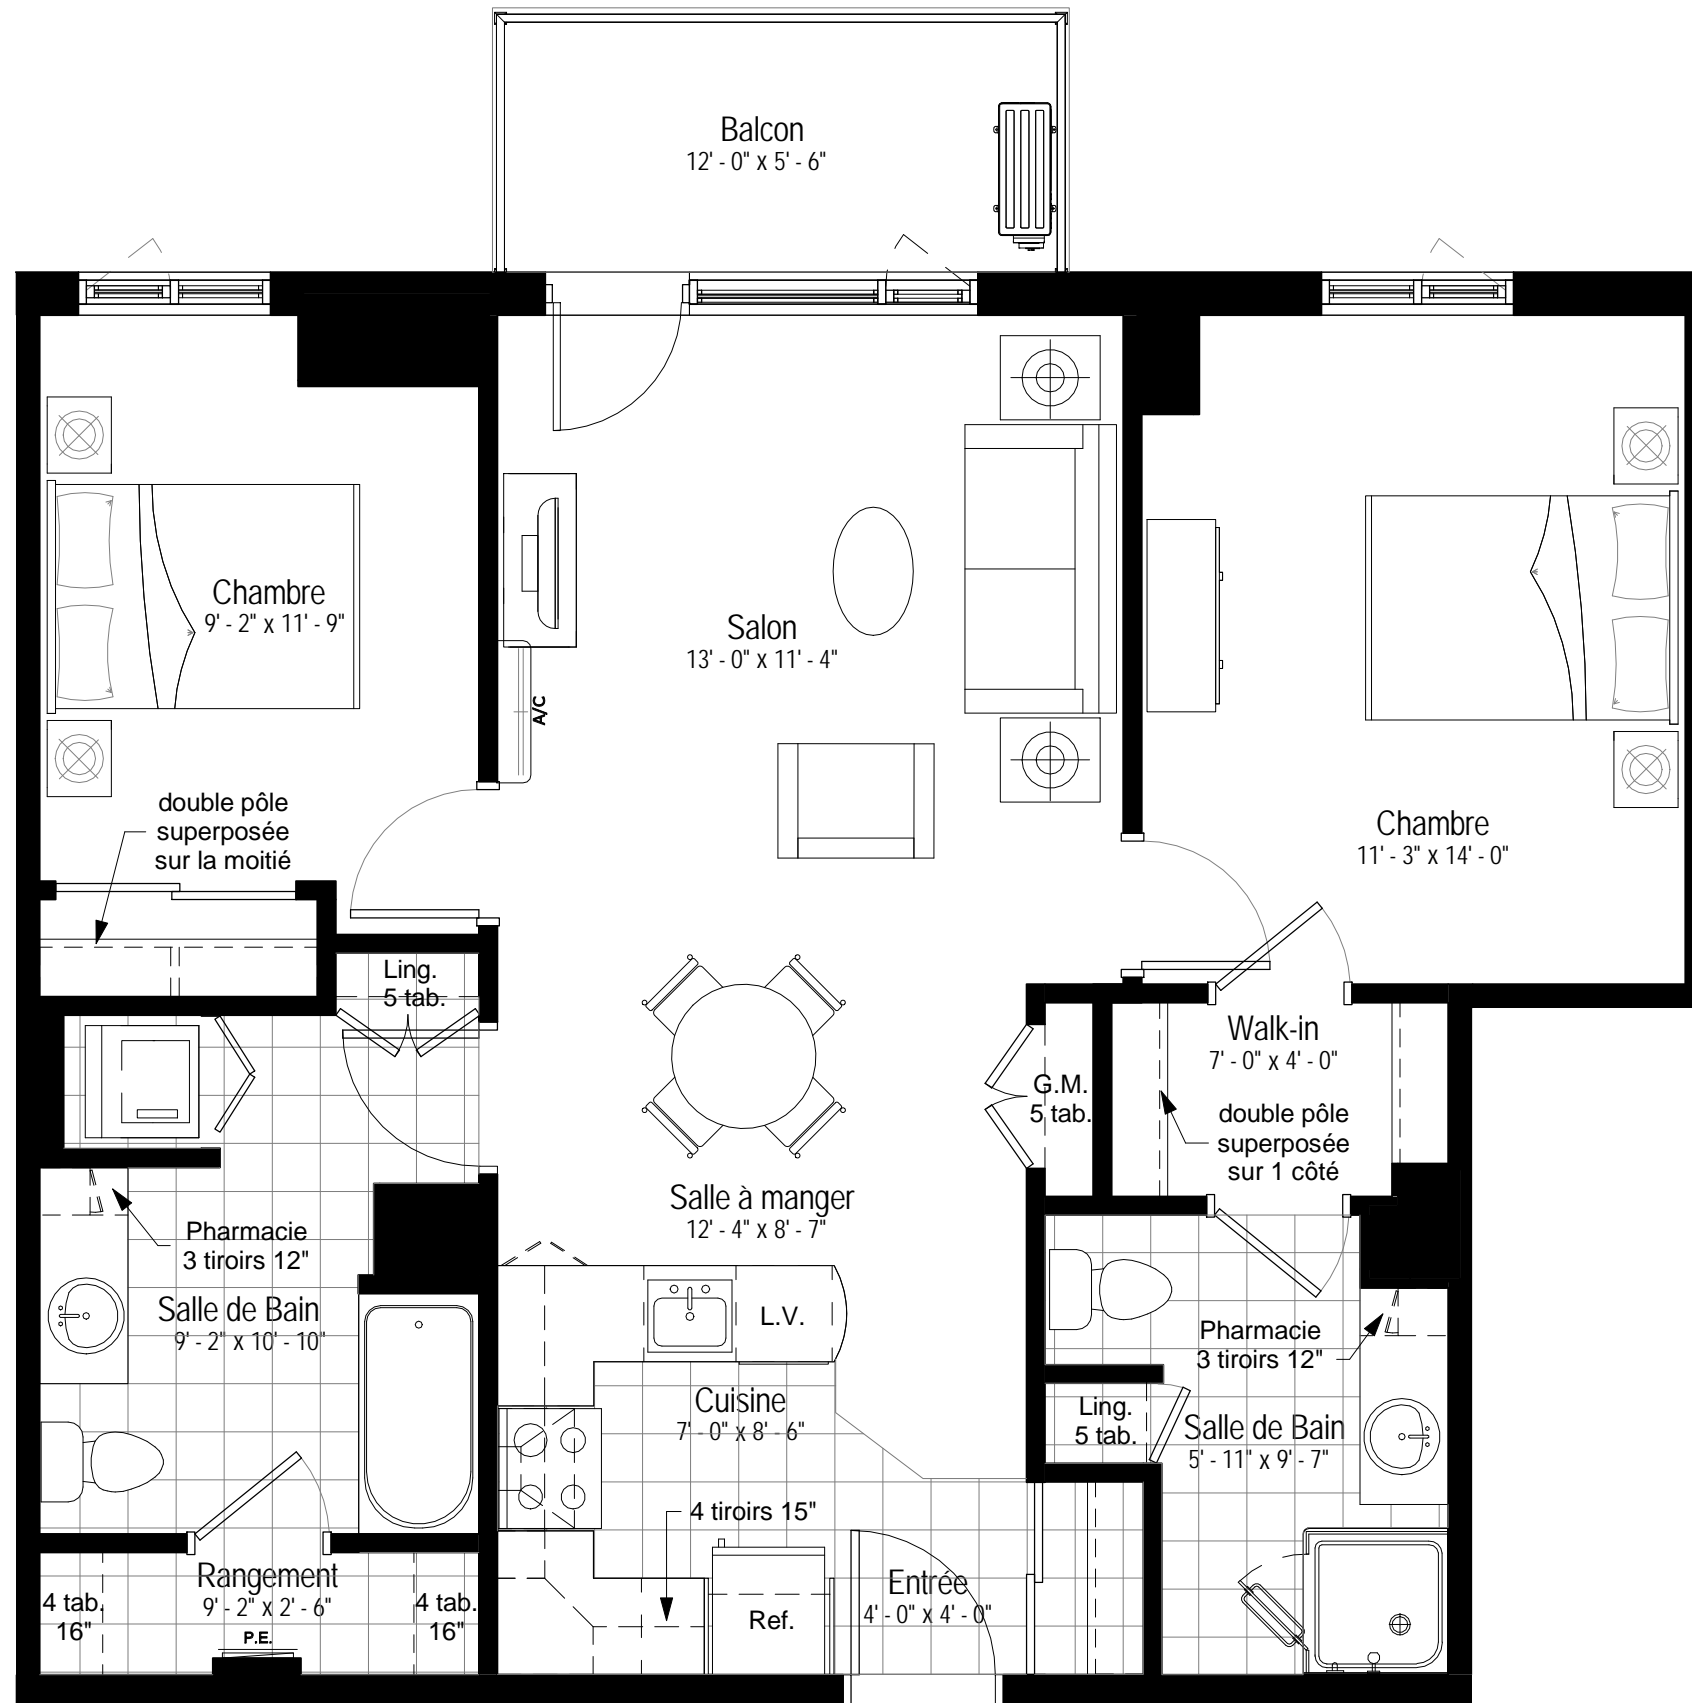 Balcon
12' - 0" x 5' - 6"
Chambre
9' - 2" x 11' - 9"
Salon
13' - 0" x 11' - 4"
A/C
double pôle
superposée
sur la moitié
Chambre
11' - 3" x 14' - 0"
Ling.
5 tab.
Walk-in
7' - 0" x 4' - 0"
G.M.
5 tab.
double pôle
superposée
sur 1 côté
Salle à manger
12' - 4" x 8' - 7"
Pharmacie
3 tiroirs 12"
Salle de Bain
9' - 2" x 10' - 10"
L.V.
Pharmacie
3 tiroirs 12"
Cuisine
7' - 0" x 8' - 6"
Ling.
5 tab.
Salle de Bain
5' - 11" x 9' - 7"
4 tiroirs 15"
Rangement
9' - 2" x 2' - 6"
4 tab.
16"
4 tab.
16"
P.E.
Ref.
Entrée
4' - 0" x 4' - 0"